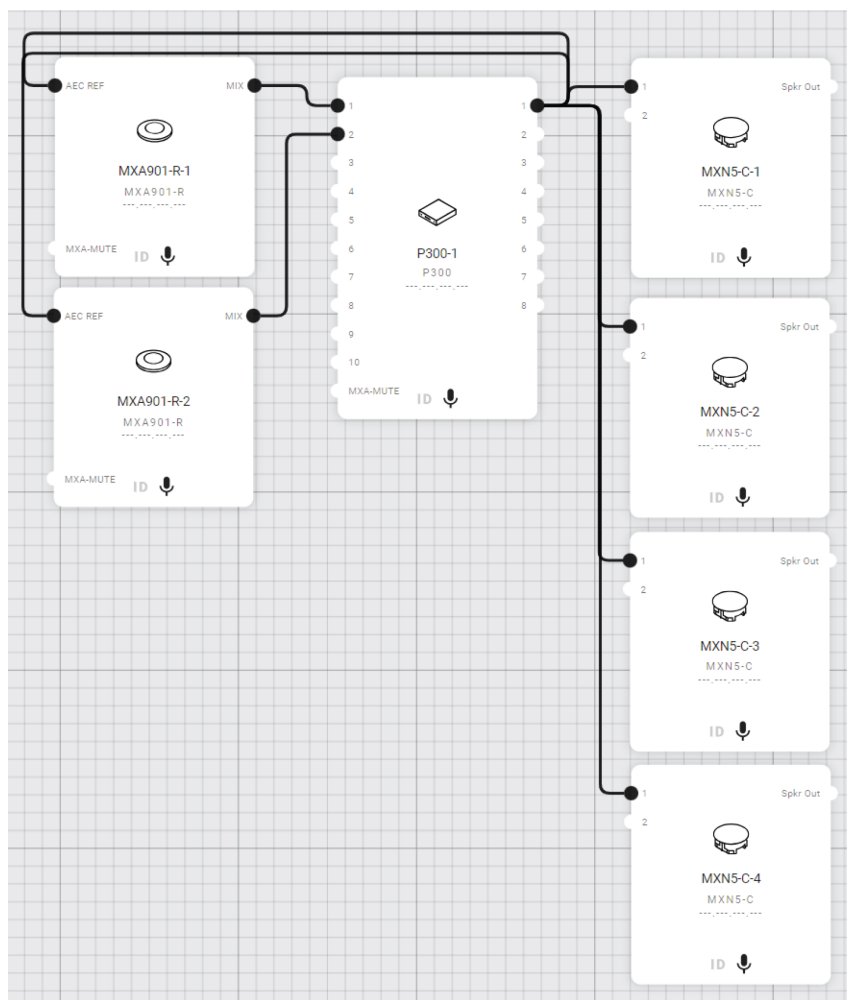 AEC REF
MIX
MXA901-R-1
MXA901-R
---.---.---.---
MXA-MUTE
ID
AEC REF
MIX
MXA901-R-2
MXA901-R
---.---.---.---
MXA-MUTE
ID
1
2
3
4
5
6
7
8
9
10
MXA-MUTE
P300-1
P300
---.---.---.---
ID
1
2
3
4
5
6
7
8
1
Spkr Out
2
MXN5-C-1
MXN5-C
---.---.---.---
ID
1
Spkr Out
2
MXN5-C-2
MXN5-C
---.---.---.---
ID
1
Spkr Out
2
MXN5-C-3
MXN5-C
---.---.---.---
ID
1
Spkr Out
2
MXN5-C-4
MXN5-C
---.---.---.---
ID